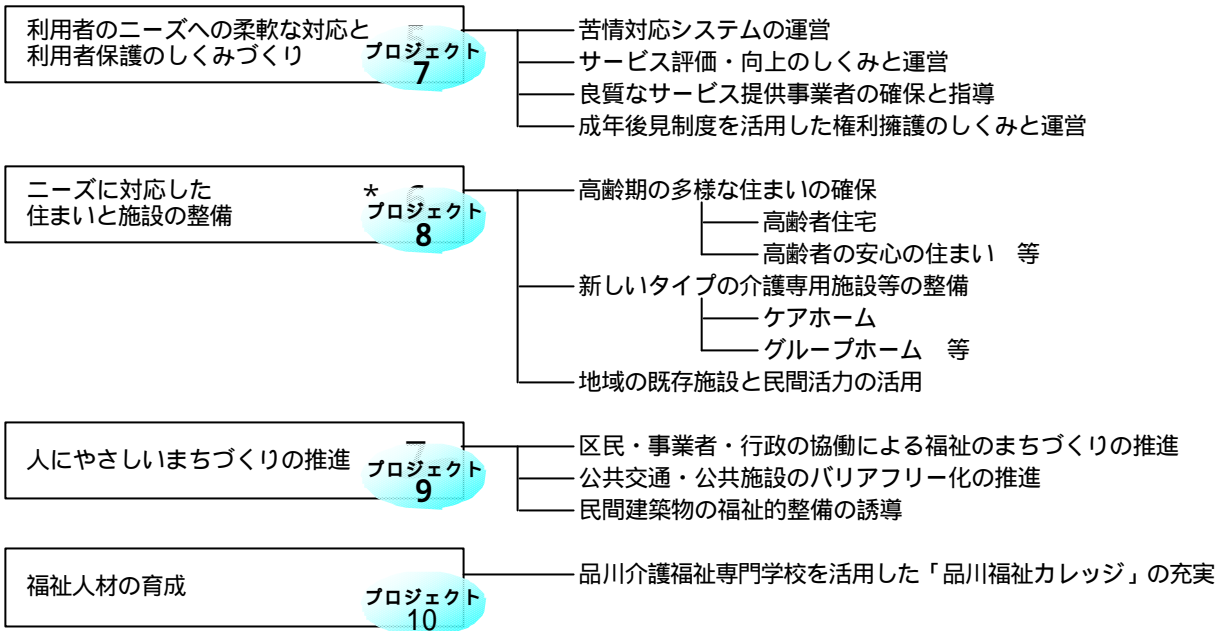 利用者のニーズへの柔軟な対応と
利用者保護のしくみづくり
プロジェクト
7
苦情対応システムの運営
サービス評価・向上のしくみと運営
良質なサービス提供事業者の確保と指導
成年後見制度を活用した権利擁護のしくみと運営
ニーズに対応した
住まいと施設の整備
*
プロジェクト
8
高齢期の多様な住まいの確保
高齢者住宅
高齢者の安心の住まい 等
新しいタイプの介護専用施設等の整備
ケアホーム
グループホーム 等
地域の既存施設と民間活力の活用
人にやさしいまちづくりの推進
プロジェクト
9
区民・事業者・行政の協働による福祉のまちづくりの推進
公共交通・公共施設のバリアフリー化の推進
民間建築物の福祉的整備の誘導
福祉人材の育成
プロジェクト
10
品川介護福祉専門学校を活用した「品川福祉カレッジ」の充実